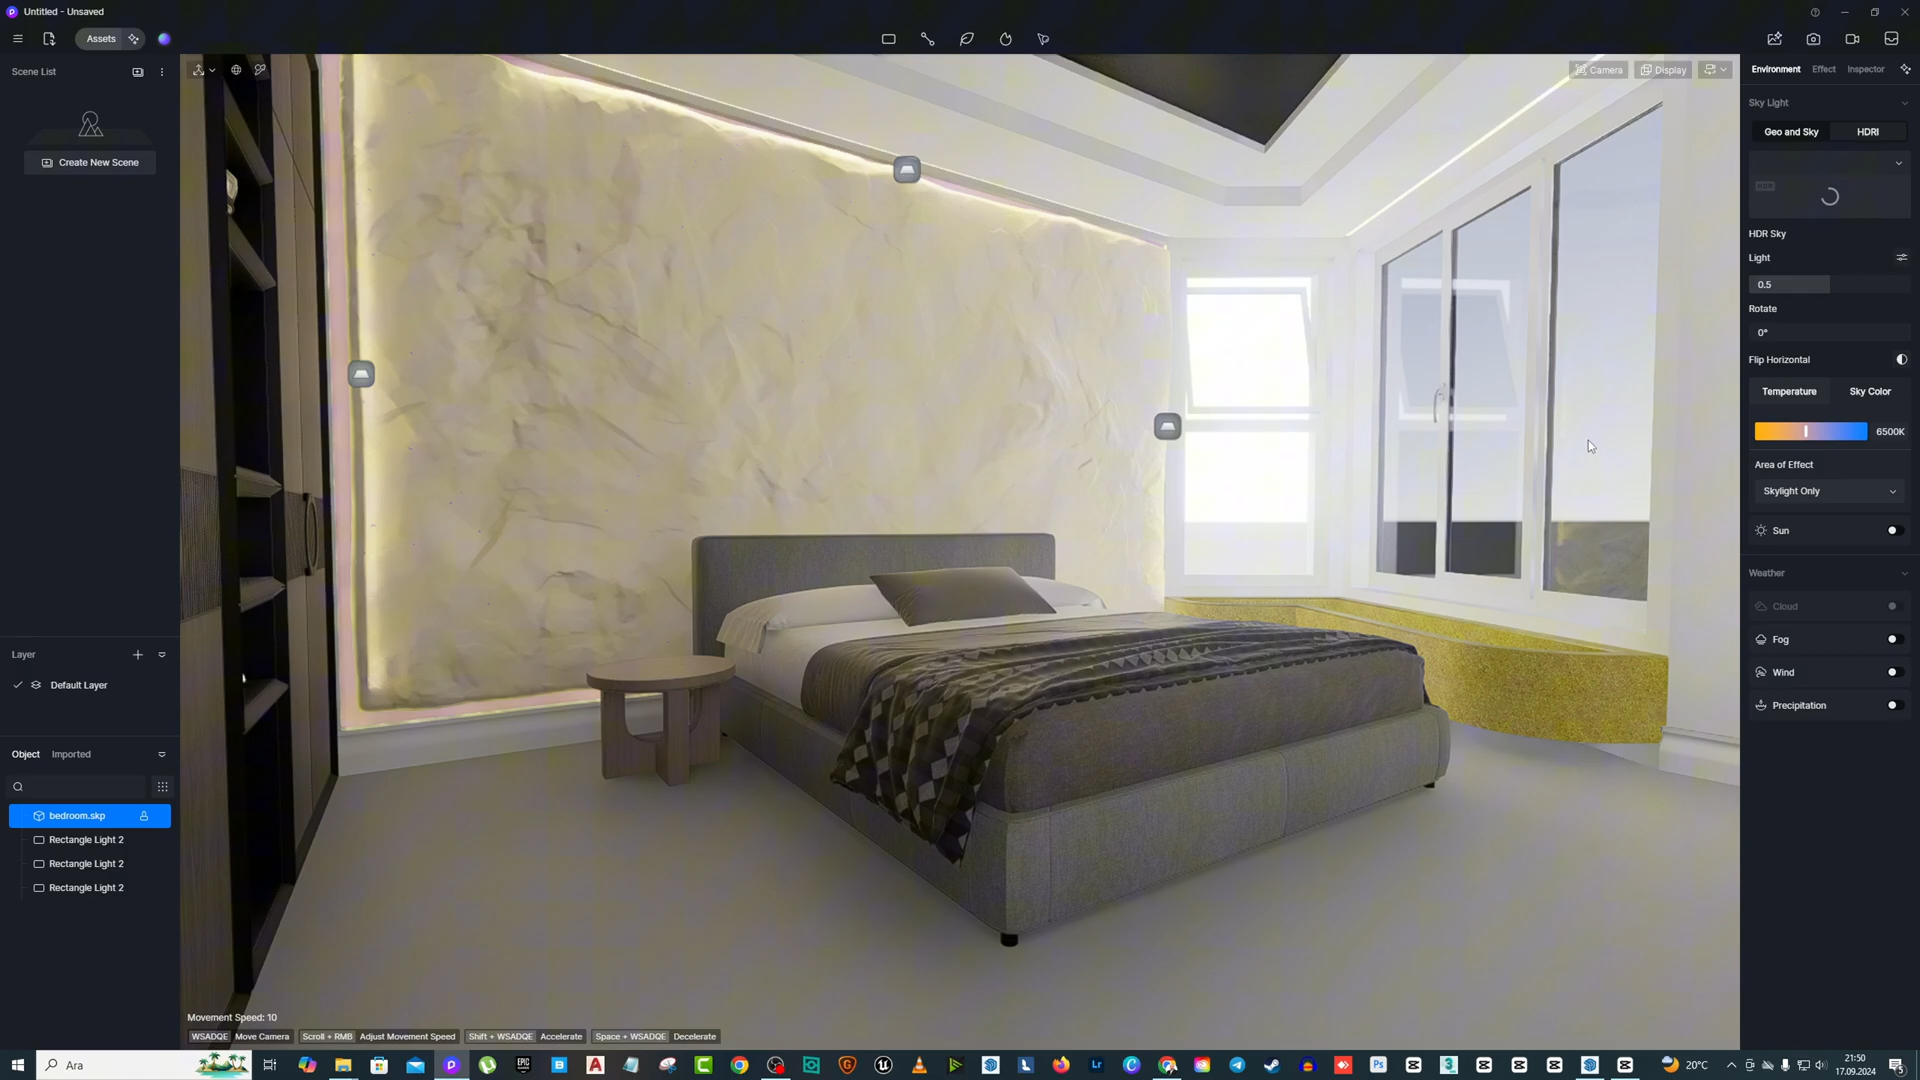 Untitled - Unsaved
Assets
Scene List
Create New Scene
Layer
Default Layer
Object
Imported
bedroom.skp
Rectangle Light 2
Rectangle Light 2
Rectangle Light 2
Camera
Display
Movement Speed: 10
WSADQE Move Camera
Scroll + RMB Adjust Movement Speed
Shift + WSADQE Accelerate
Space + WSADQE Decelerate
Environment
Effect
Inspector
Sky Light
Geo and Sky
HDRI
HDR
HDR Sky
Light
0.5
Rotate
0°
Flip Horizontal
Temperature
Sky Color
6500K
Area of Effect
Skylight Only
Sun
Weather
Cloud
Fog
Wind
Precipitation
Ara
20°C
21:50
17.09.2024